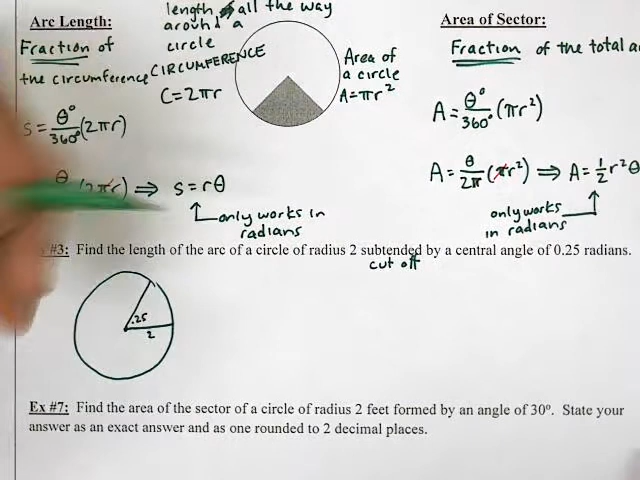 Arc Length:
Fraction of
the circumference
S = θ°/360° (2πr)
θ (2πr) ⇒ s = rθ
only works in
radians
length all the way
around a
circle
CIRCUMFERENCE
C = 2πr
Area of
a circle
A = πr²
Area of Sector:
Fraction of the total
A = θ°/360° (πr²)
A = θ/2π (πr²) ⇒ A = 1/2 r²θ
only works
in radians
#3: Find the length of the arc of a circle of radius 2 subtended by a central angle of 0.25 radians.
cut off
.25
2
Ex #7: Find the area of the sector of a circle of radius 2 feet formed by an angle of 30°. State your
answer as an exact answer and as one rounded to 2 decimal places.